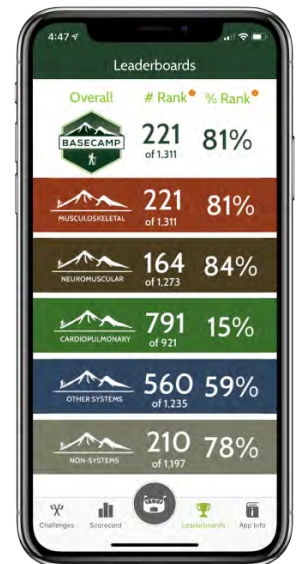 4:47
Leaderboards
Overall # Rank % Rank
BASECAMP 221 of 1,311 81%
MUSCULOSKELETAL 221 of 1,311 81%
NEUROMUSCULAR 164 of 1,273 84%
CARDIOPULMONARY 791 of 921 15%
OTHER SYSTEMS 560 of 1,235 59%
NON-SYSTEMS 210 of 1,197 78%
Challenges Scorecard Leaderboards App Info